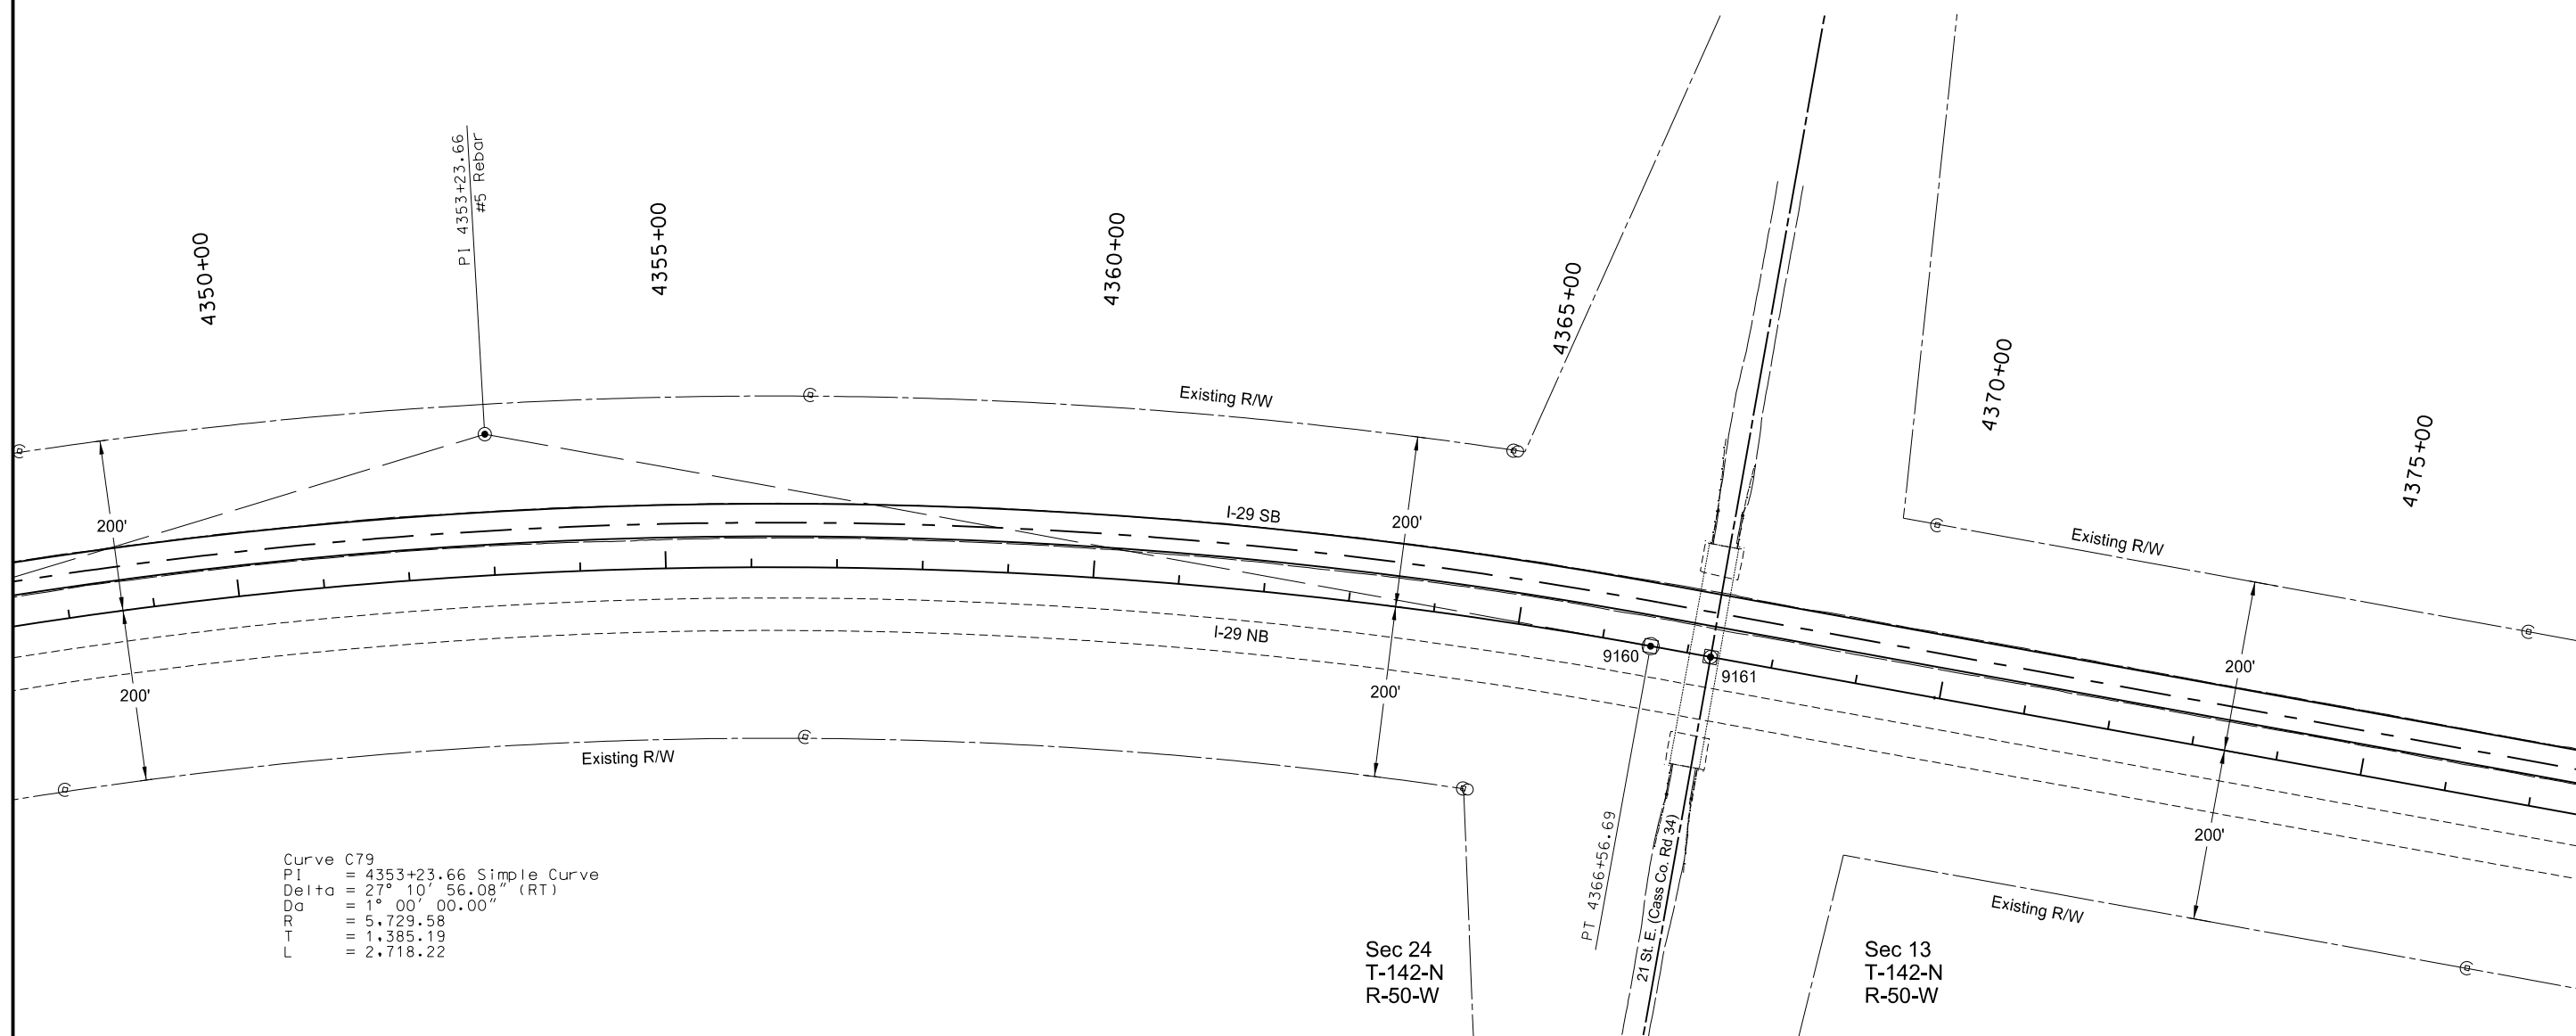 4350+00
PI 4353+23.66
#5 Rebar
4355+00
4360+00
4365+00
4370+00
4375+00
Existing R/W
Existing R/W
I-29 SB
200'
200'
200'
I-29 NB
9160
9161
200'
200'
200'
Existing R/W
PT 4366+56.69
21 St. E. (Cass Co. Rd 34)
Existing R/W
Curve C79
PI = 4353+23.66 Simple Curve
Delta = 27° 10' 56.08" (RT)
Da = 1° 00' 00.00"
R = 5,729.58
T = 1,385.19
L = 2,718.22
Sec 24
T-142-N
R-50-W
Sec 13
T-142-N
R-50-W